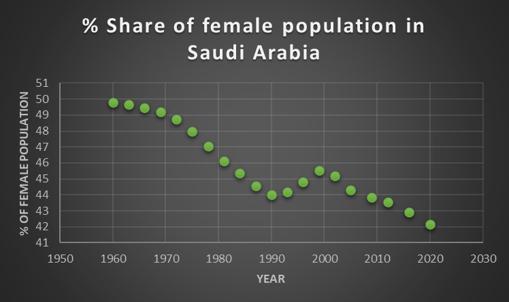 % Share of female population in
Saudi Arabia
% OF FEMALE POPULATION
51
50
49
48
47
46
45
44
43
42
41
1950 1960 1970 1980 1990 2000 2010 2020 2030
YEAR